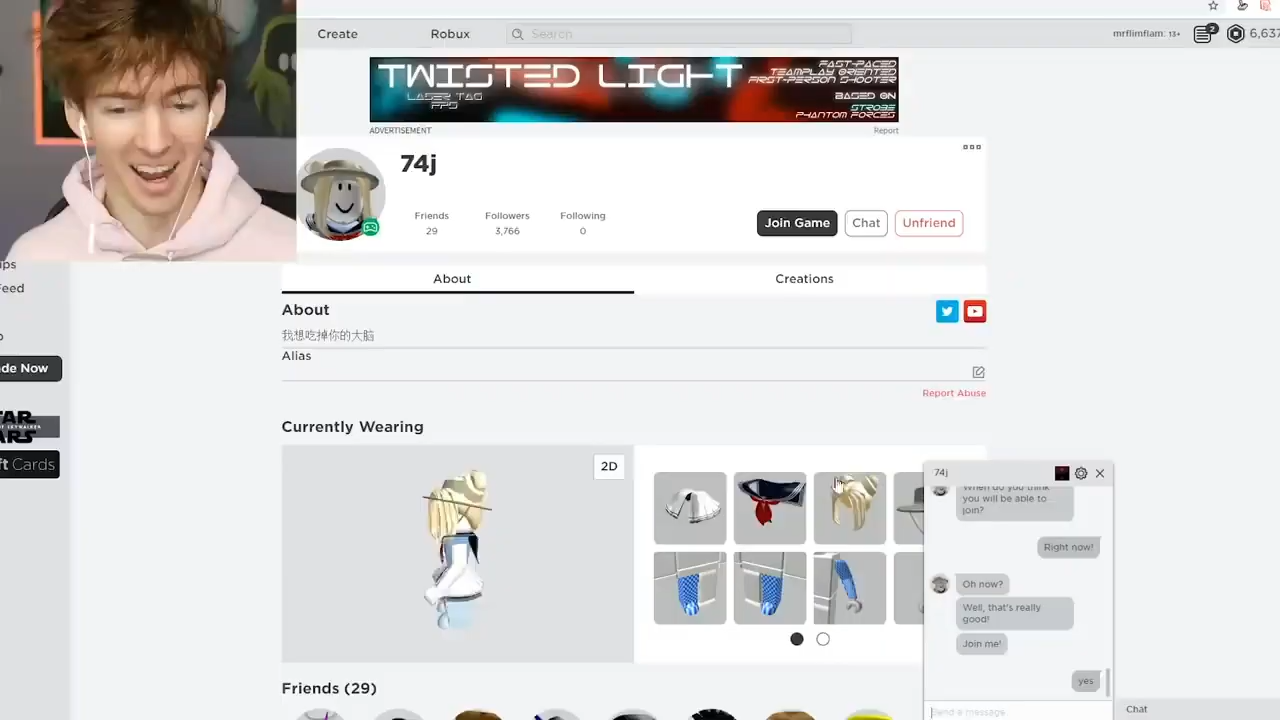 Create
Robux
Search
mrflimflam: 13+
2
6,637
TWISTED LIGHT
LASER TAG
FPS
FAST-PACED
TEAMPLAY ORIENTED
FIRST-PERSON SHOOTER
BASED ON
STROBE
PHANTOM FORCES
ADVERTISEMENT
Report
74j
Friends
29
Followers
3,766
Following
0
Join Game
Chat
Unfriend
ups
Feed
de Now
STAR
WARS
ft Cards
About
Creations
About
我想吃掉你的大脑
Alias
Report Abuse
Currently Wearing
2D
Friends (29)
74j
When do you think
you will be able to
join?
Right now!
Oh now?
Well, that's really
good!
Join me!
yes
Send a message
Chat